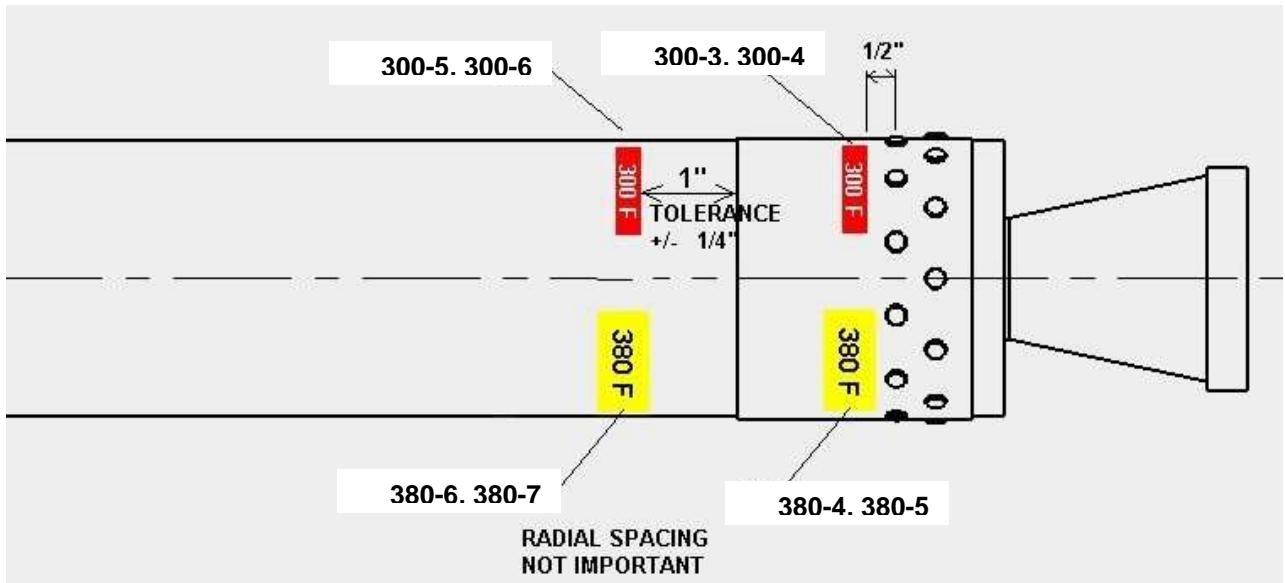 300-5. 300-6
300-3. 300-4
1/2"
300 F
1"
300 F
TOLERANCE
+/- 1/4"
380 F
380 F
380-6. 380-7
380-4. 380-5
RADIAL SPACING
NOT IMPORTANT